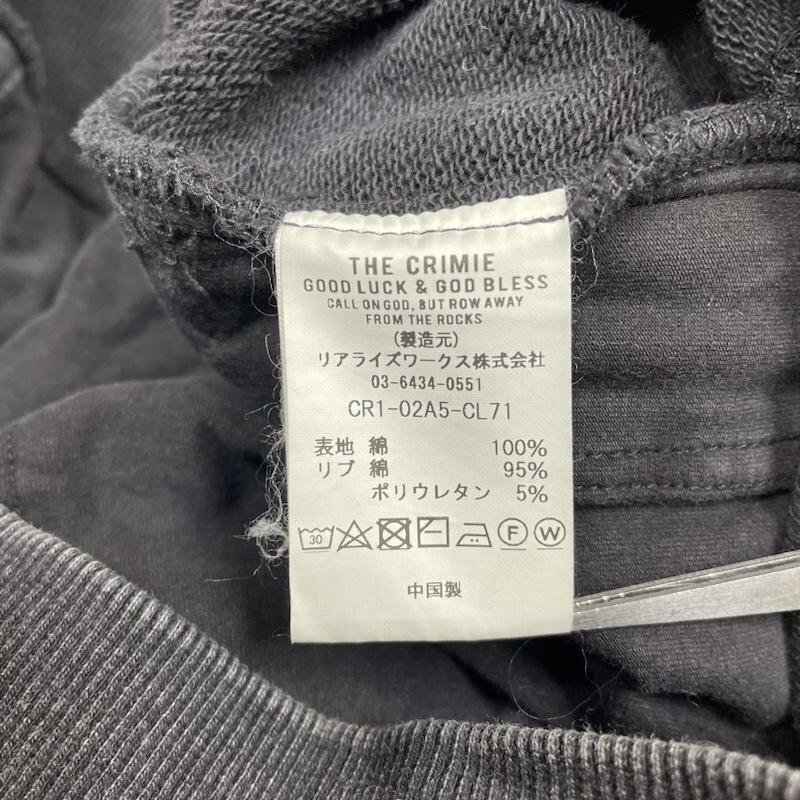 THE CRIMIE
GOOD LUCK & GOD BLESS
CALL ON GOD, BUT ROW AWAY
FROM THE ROCKS
(製造元)
リアライズワークス株式会社
03-6434-0551
CR1-02A5-CL71
表地 綿 100%
リブ 綿 95%
ポリウレタン 5%
30 F W
中国製